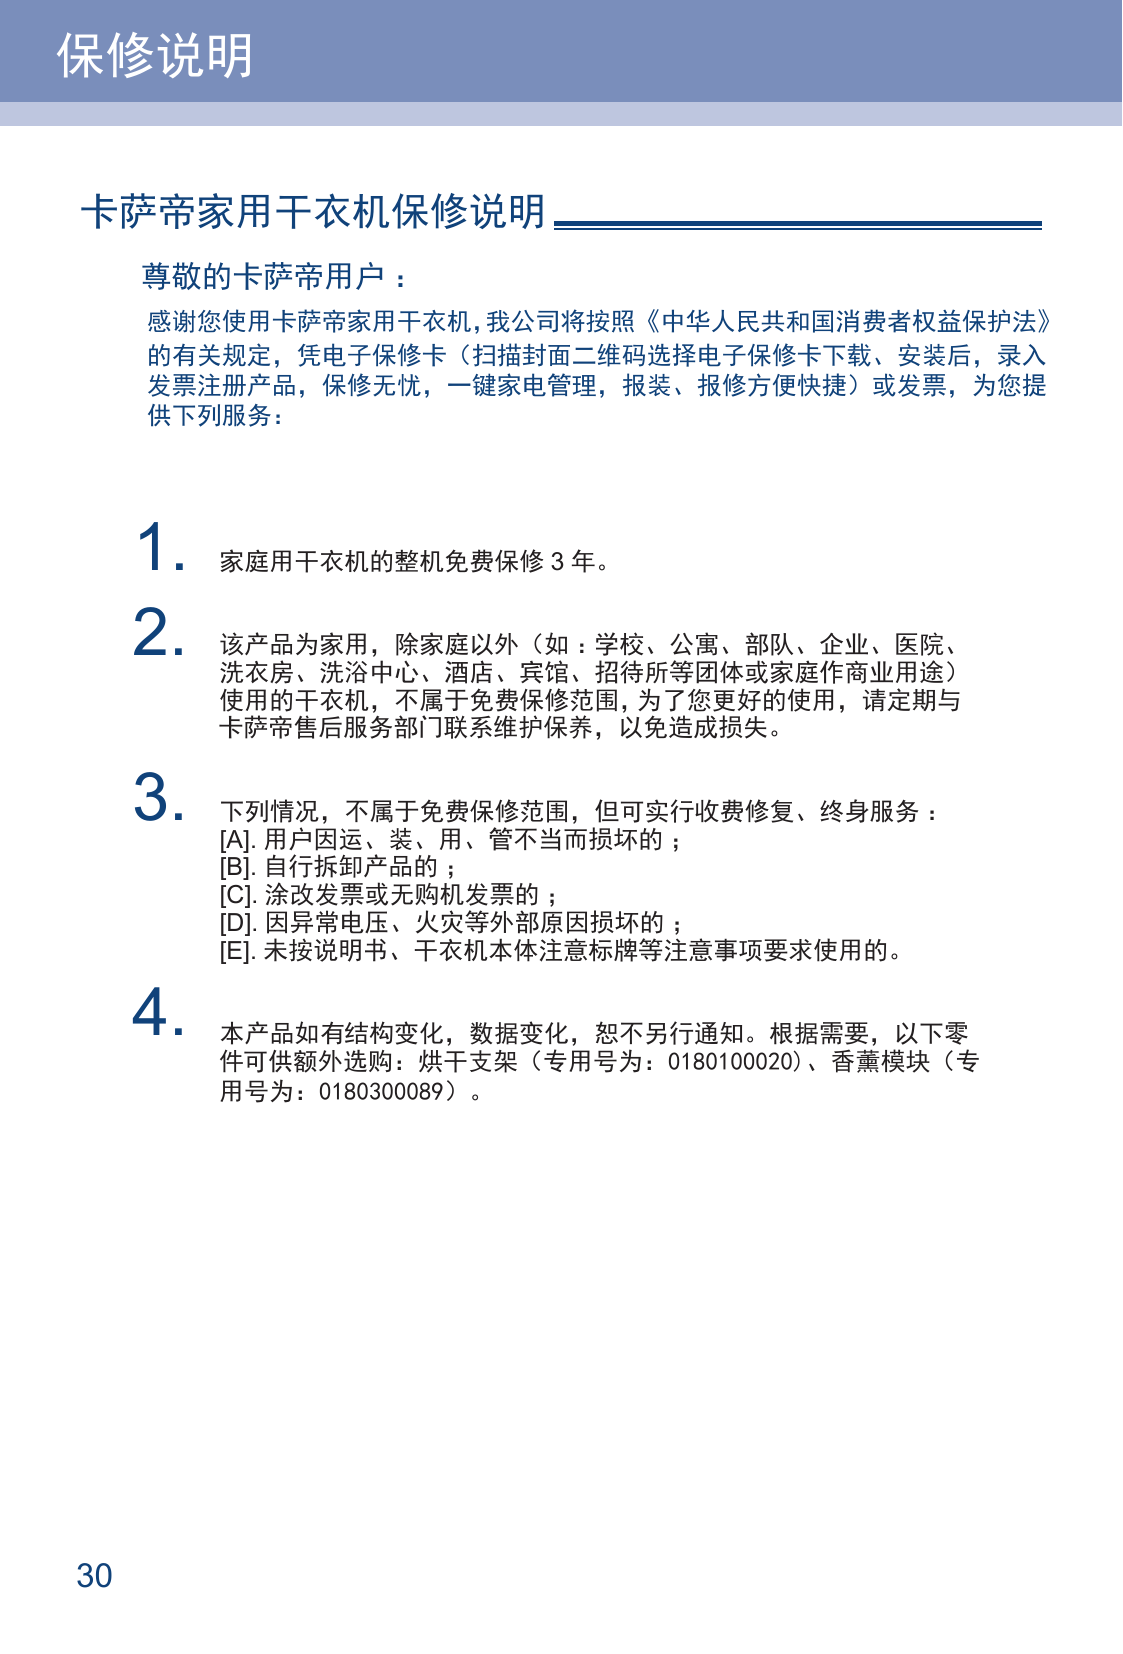 保修说明
卡萨帝家用干衣机保修说明
尊敬的卡萨帝用户：
感谢您使用卡萨帝家用干衣机,我公司将按照《中华人民共和国消费者权益保护法》
的有关规定，凭电子保修卡（扫描封面二维码选择电子保修卡下载、安装后，录入
发票注册产品，保修无忧，一键家电管理，报装、报修方便快捷）或发票，为您提
供下列服务：
1. 家庭用干衣机的整机免费保修 3 年。
2. 该产品为家用，除家庭以外（如：学校、公寓、部队、企业、医院、
洗衣房、洗浴中心、酒店、宾馆、招待所等团体或家庭作商业用途）
使用的干衣机，不属于免费保修范围,为了您更好的使用，请定期与
卡萨帝售后服务部门联系维护保养，以免造成损失。
3. 下列情况，不属于免费保修范围，但可实行收费修复、终身服务：
[A]. 用户因运、装、用、管不当而损坏的；
[B]. 自行拆卸产品的；
[C]. 涂改发票或无购机发票的；
[D]. 因异常电压、火灾等外部原因损坏的；
[E]. 未按说明书、干衣机本体注意标牌等注意事项要求使用的。
4. 本产品如有结构变化，数据变化，恕不另行通知。根据需要，以下零
件可供额外选购：烘干支架（专用号为：0180100020)、香薰模块（专
用号为：0180300089）。
30